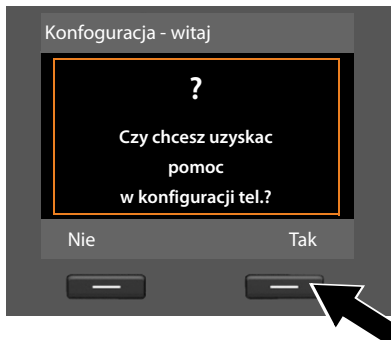 Konfoguracja - witaj
?
Czy chcesz uzyskac
pomoc
w konfiguracji tel.?
Nie Tak